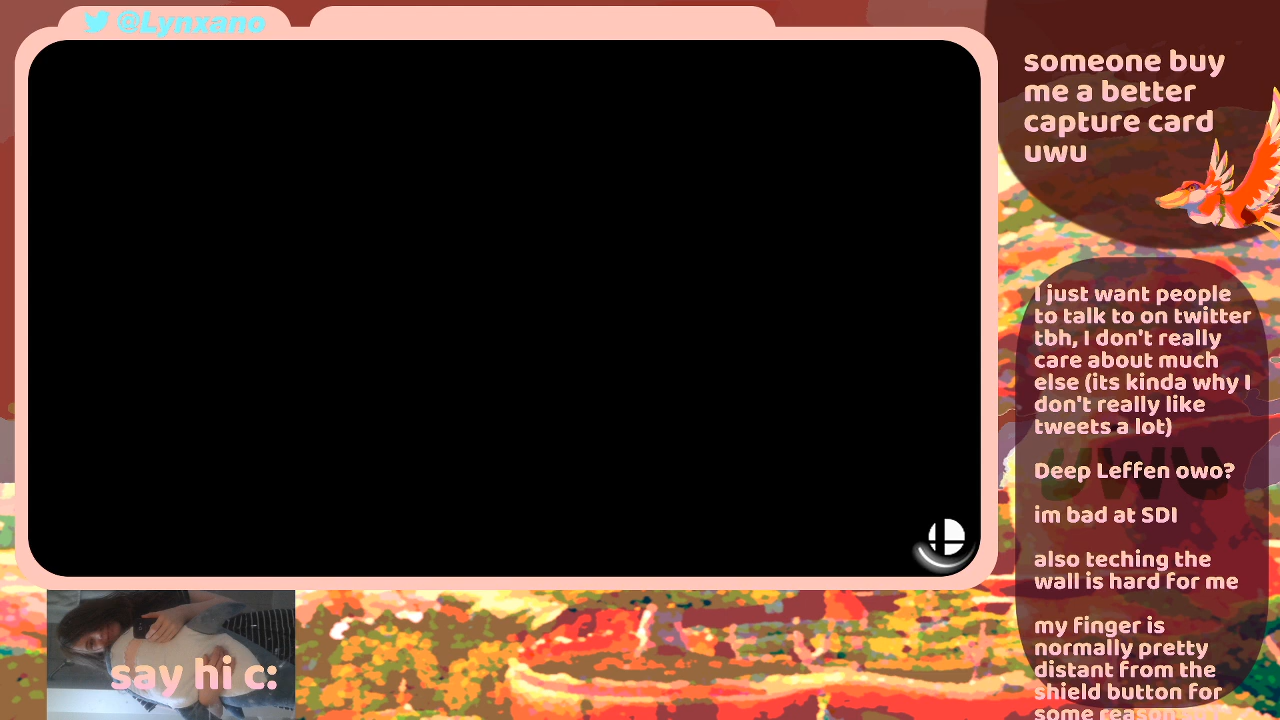 @Lynxano
someone buy
me a better
capture card
uwu
I just want people
to talk to on twitter
tbh, I don't really
care about much
else (its kinda why I
don't really like
tweets a lot)
uwu
Deep Leffen owo?
im bad at SDI
also teching the
wall is hard for me
my finger is
normally pretty
distant from the
shield button for
some reason
say hi c: